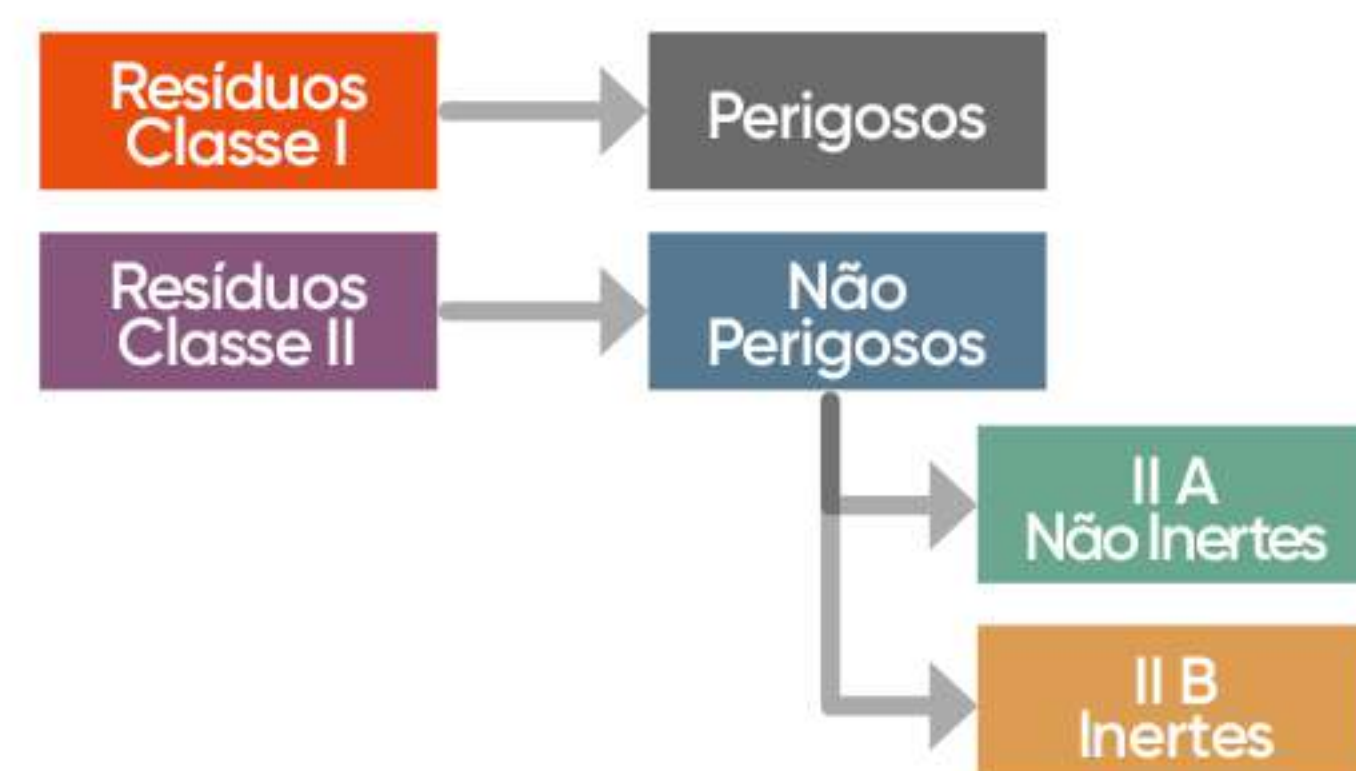 Resíduos
Classe I
Perigosos
Resíduos
Classe II
Não
Perigosos
II A
Não Inertes
II B
Inertes